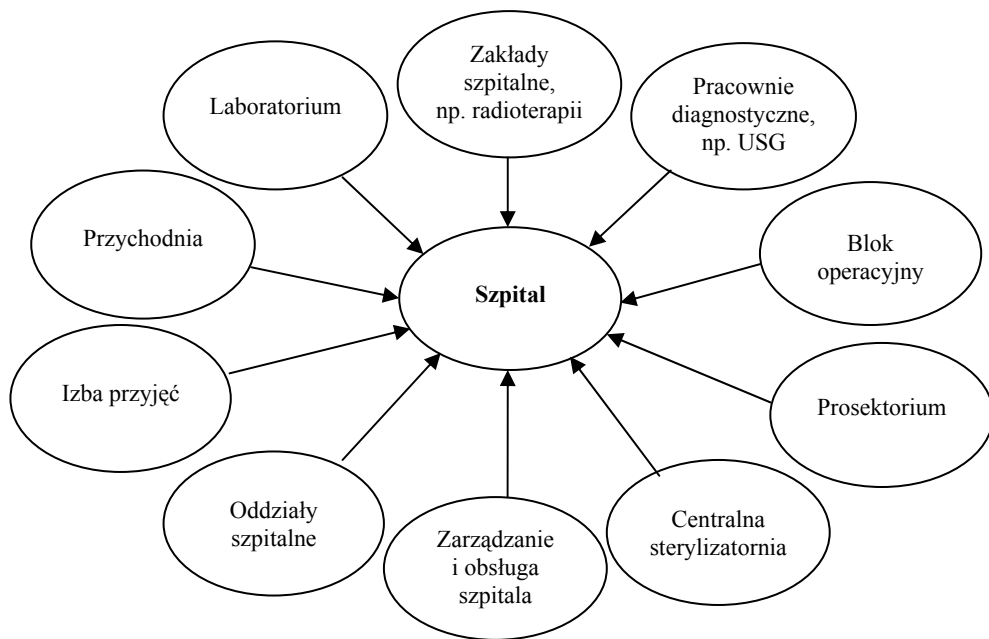 Zakłady
szpitalne,
np. radioterapii
Laboratorium
Pracownie
diagnostyczne,
np. USG
Przychodnia
Blok
operacyjny
Szpital
Izba przyjęć
Prosektorium
Oddziały
szpitalne
Zarządzanie
i obsługa
szpitala
Centralna
sterylizatornia